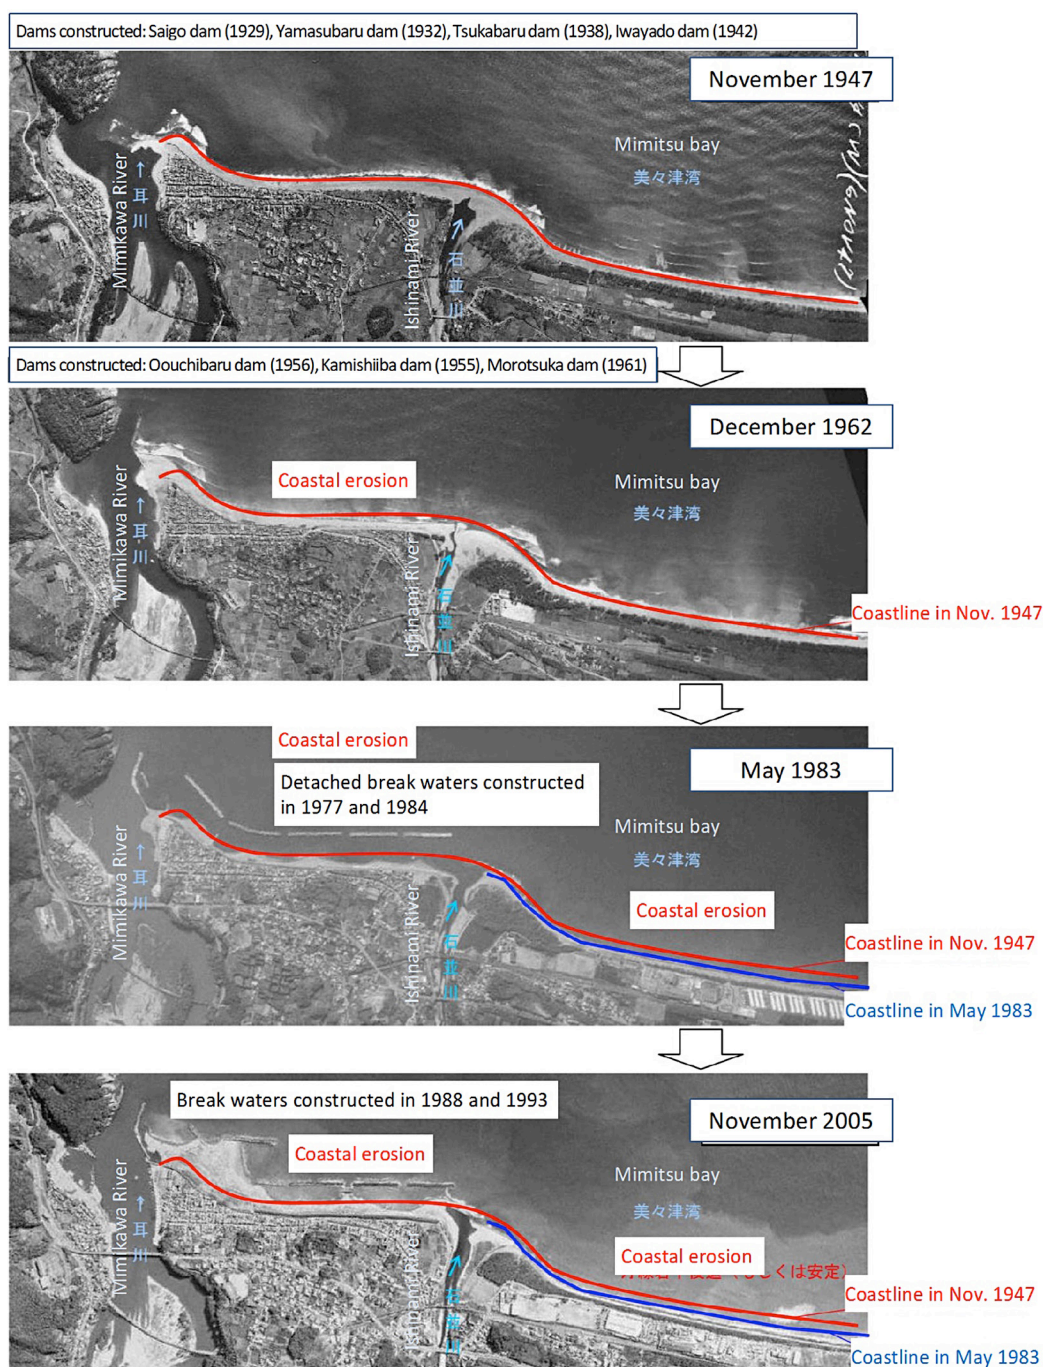 Dams constructed: Saigo dam (1929), Yamasubaru dam (1932), Tsukabaru dam (1938), Iwayado dam (1942)
November 1947
Mimitsu bay
美々津湾
Mimikawa River
↑耳川
Ishinami River
↑石並川
Dams constructed: Oouchibaru dam (1956), Kamishiiba dam (1955), Morotsuka dam (1961)
December 1962
Coastal erosion
Mimitsu bay
美々津湾
Mimikawa River
↑耳川
Ishinami River
↑石並川
Coastline in Nov. 1947
Coastal erosion
May 1983
Detached break waters constructed
in 1977 and 1984
Mimitsu bay
美々津湾
Mimikawa River
↑耳川
Ishinami River
↑石並川
Coastal erosion
Coastline in Nov. 1947
Coastline in May 1983
Break waters constructed in 1988 and 1993
November 2005
Coastal erosion
Mimitsu bay
美々津湾
Mimikawa River
↑耳川
Ishinami River
↑石並川
Coastal erosion
は安定)
Coastline in Nov. 1947
Coastline in May 1983